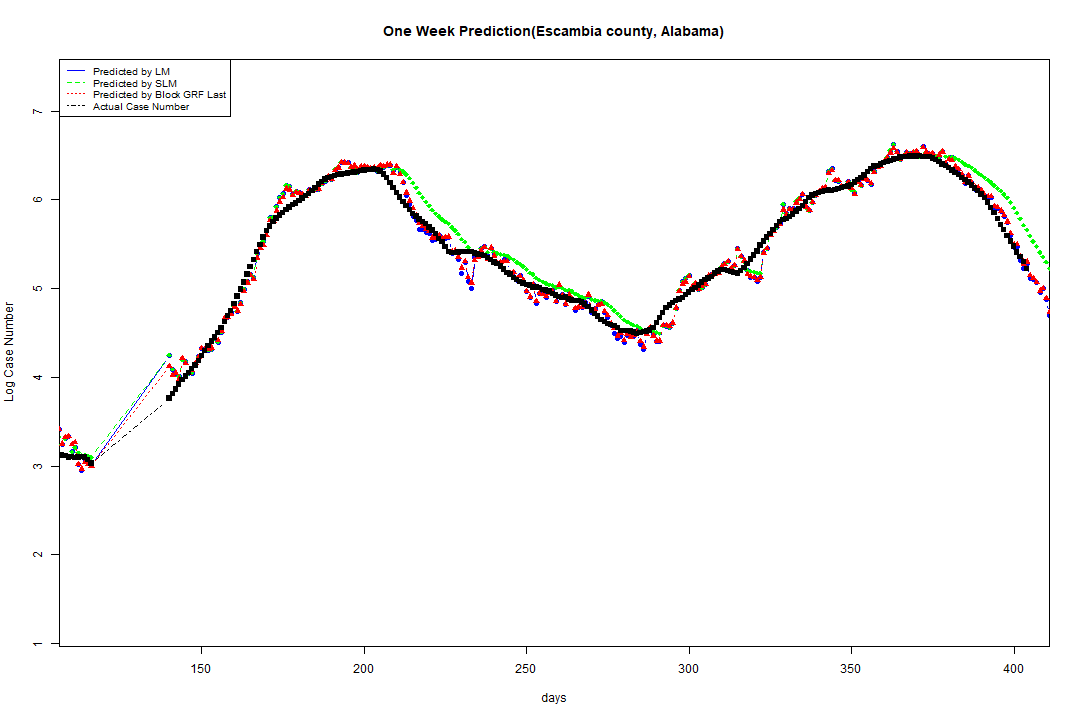 One Week Prediction(Escambia county, Alabama)
Predicted by LM
Predicted by SLM
Predicted by Block GRF Last
Actual Case Number
7
6
5
4
3
2
1
Log Case Number
150 200 250 300 350 400
days